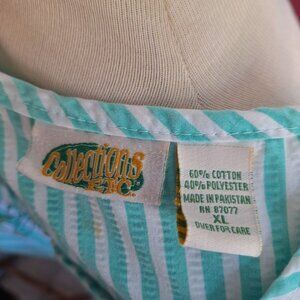 Collections
ETC.
60% COTTON
40% POLYESTER
MADE IN PAKISTAN
RN 87077
XL
OVER FOR CARE